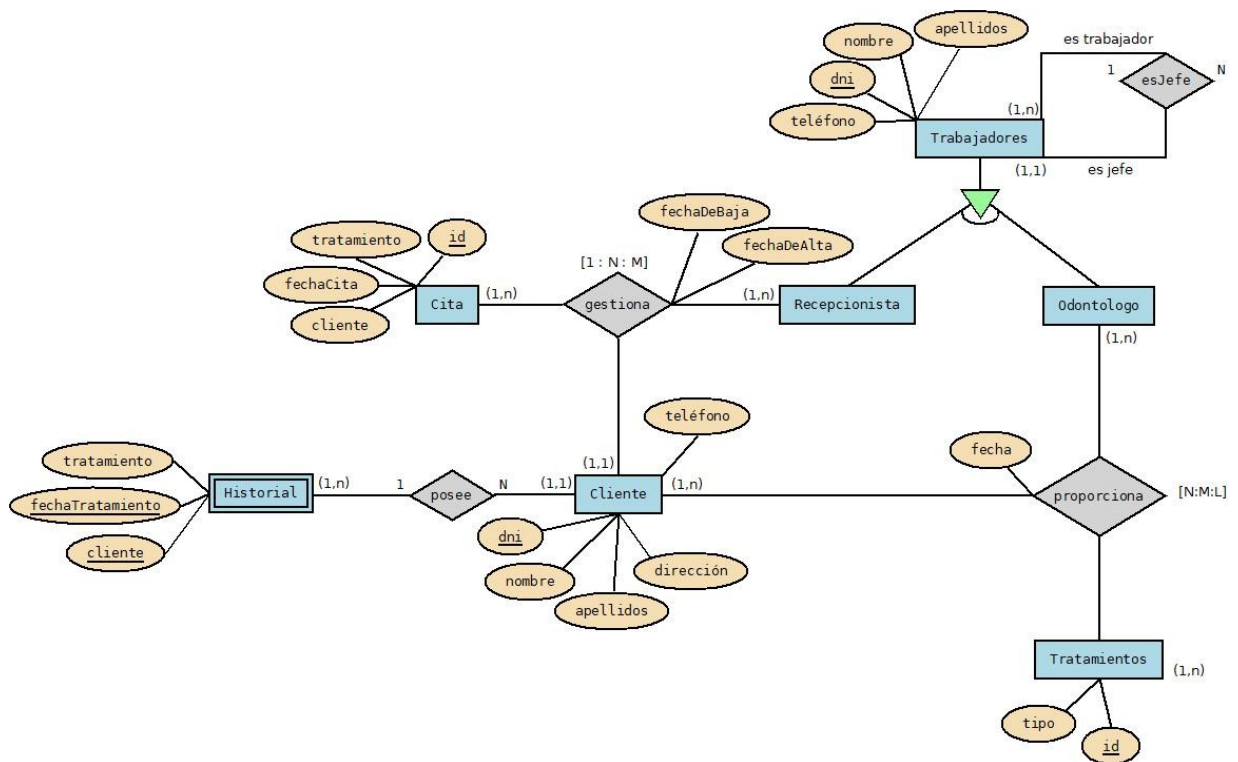 apellidos
nombre
es trabajador
dni
1
esJefe
N
teléfono
(1,n)
Trabajadores
(1,1)
es jefe
fechaDeBaja
id
tratamiento
fechaDeAlta
[1 : N : M]
fechaCita
Cita
(1,n)
gestiona
(1,n)
Recepcionista
Odontologo
cliente
(1,n)
teléfono
fecha
tratamiento
(1,1)
Historial
(1,n)
1
posee
N
(1,1)
Cliente
(1,n)
proporciona
[N:M:L]
fechaTratamiento
cliente
dni
nombre
dirección
apellidos
Tratamientos
(1,n)
tipo
id